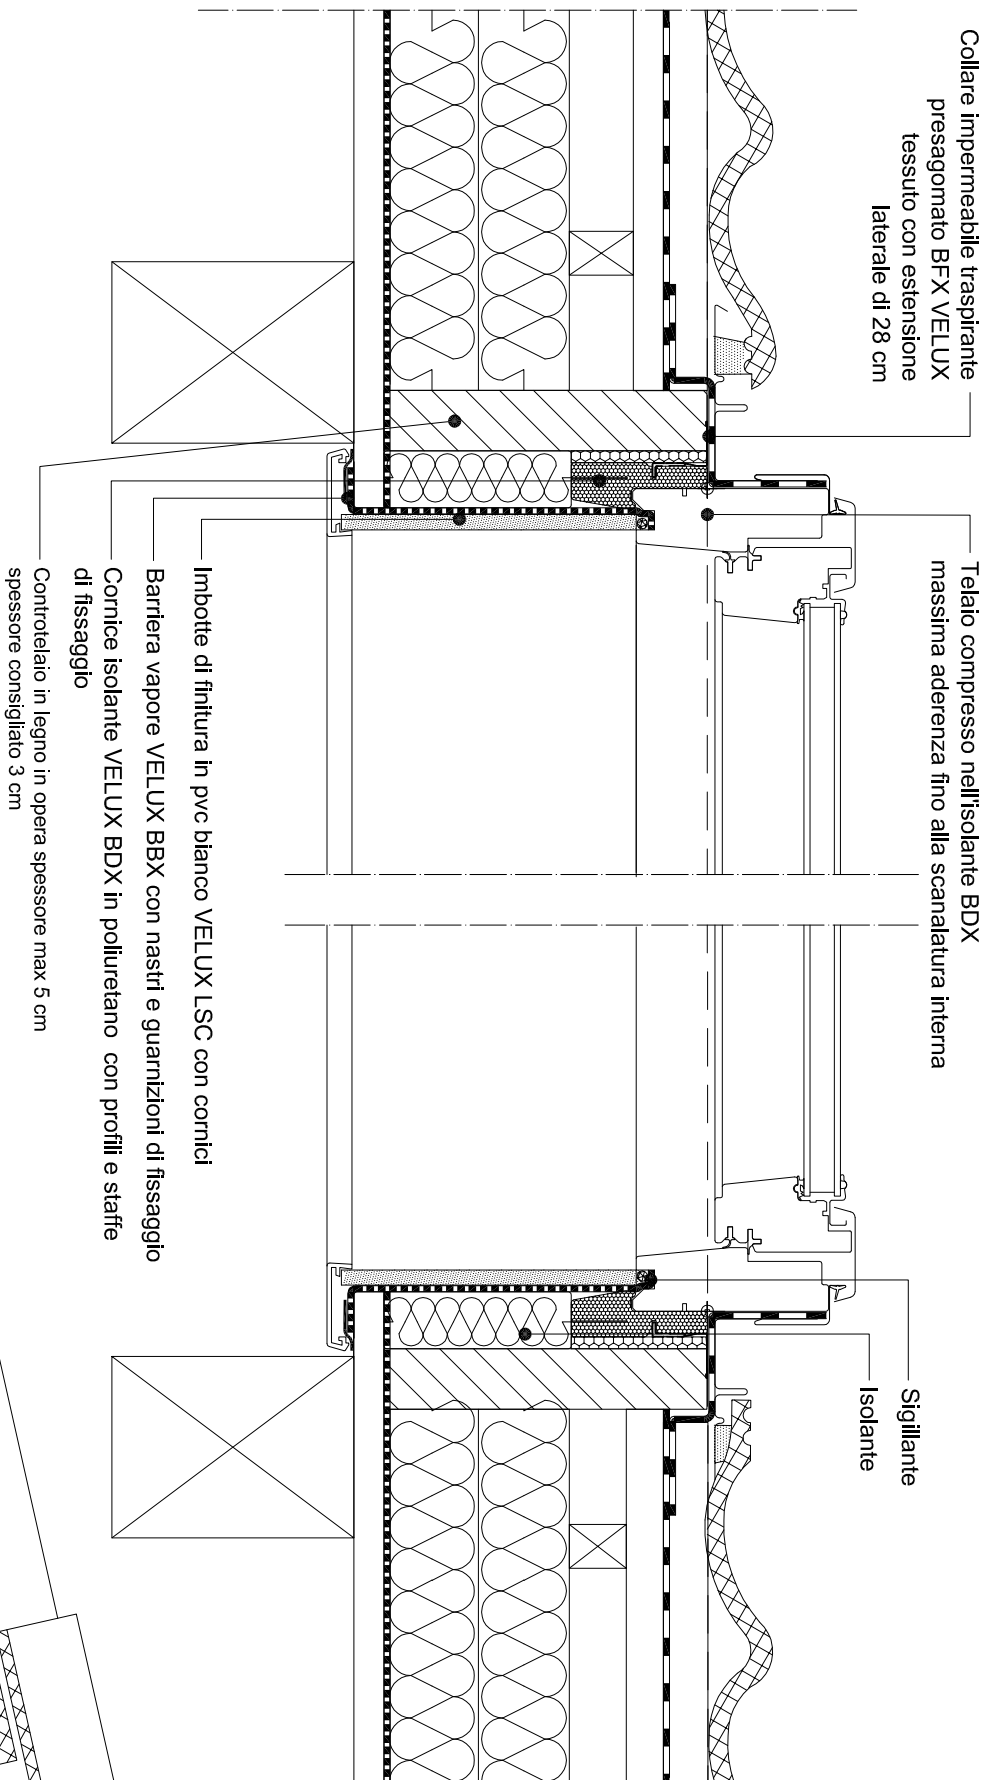 Collare impermeabile traspirante
presagomato BFX VELUX
tessuto con estensione
laterale di 28 cm
Telaio compresso nell'isolante BDX
massima aderenza fino alla scanalatura interna
Sigillante
Isolante
Imbotte di finitura in pvc bianco VELUX LSC con cornici
Barriera vapore VELUX BBX con nastri e guarnizioni di fissaggio
Cornice isolante VELUX BDX in poliuretano con profili e staffe
di fissaggio
Controtelaio in legno in opera spessore max 5 cm
spessore consigliato 3 cm